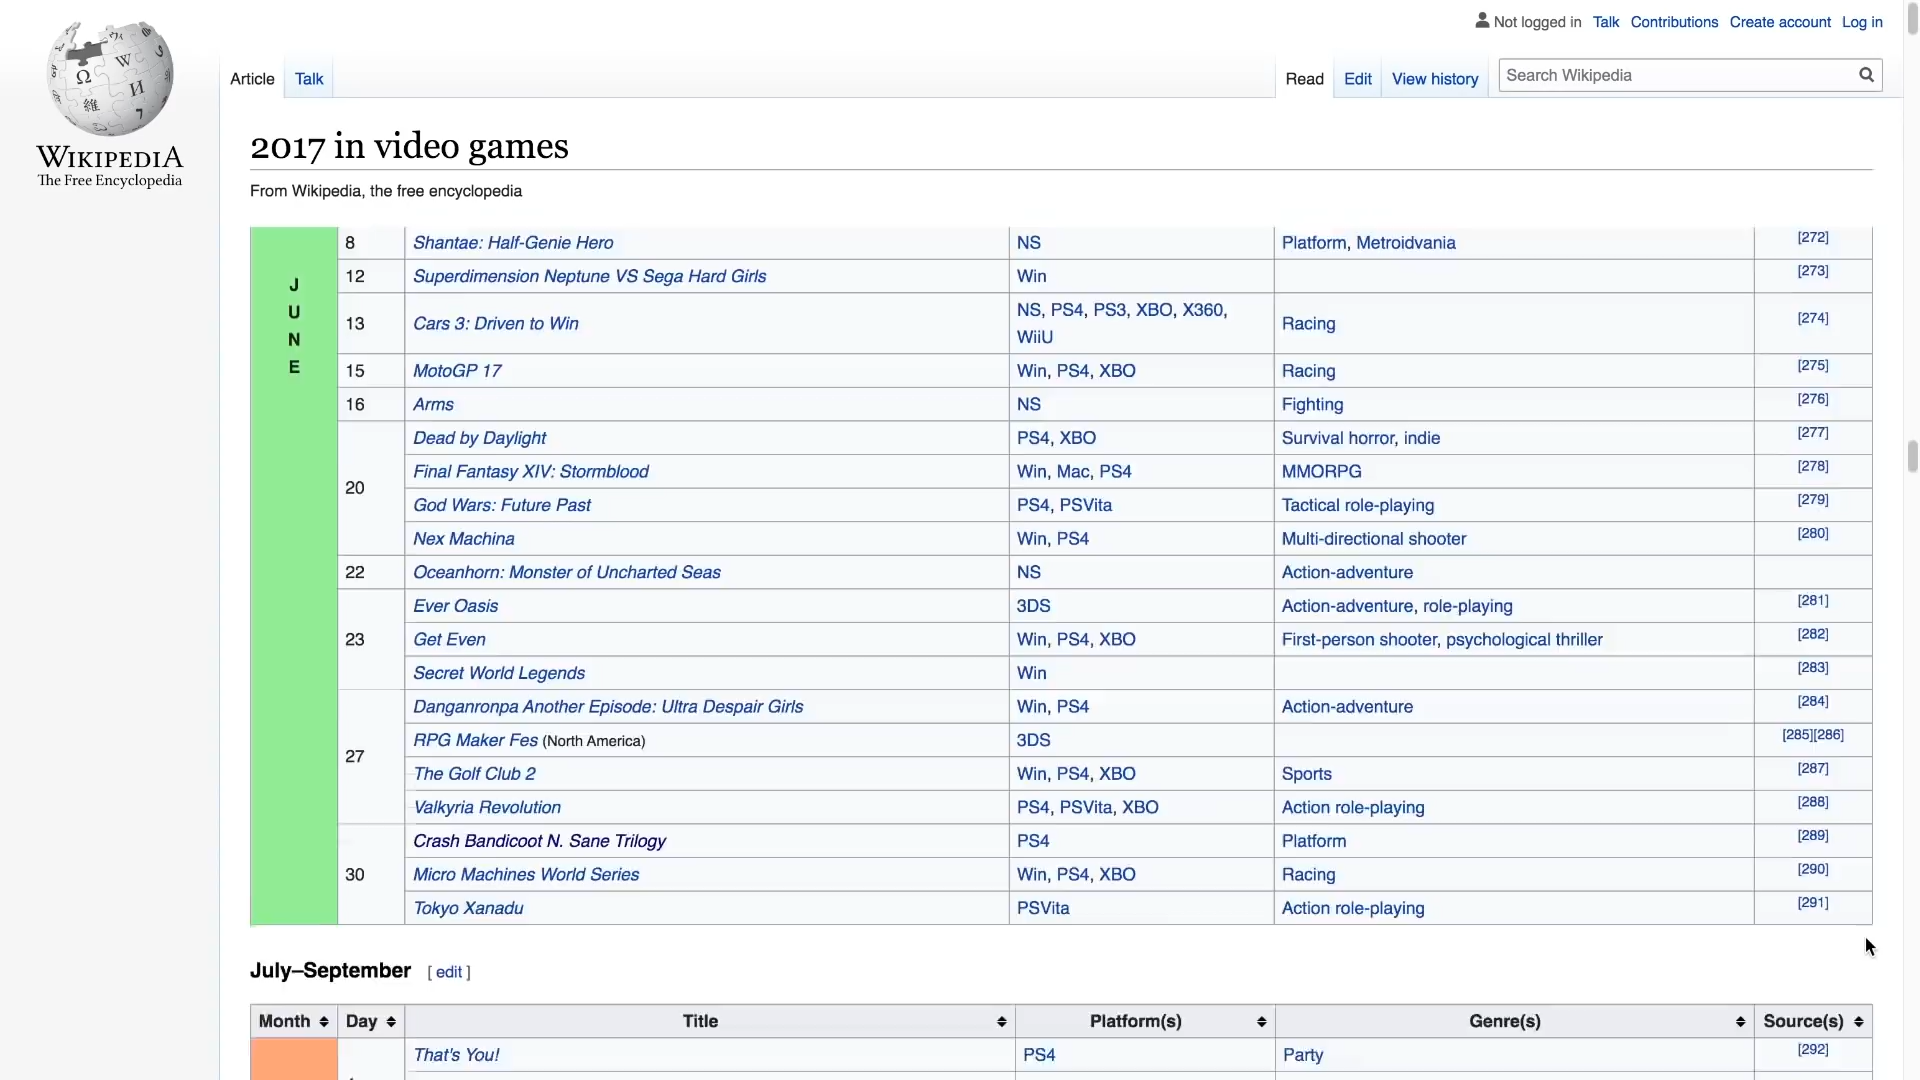 Not logged in Talk Contributions Create account Log in
Article Talk Read Edit View history Search Wikipedia
WIKIPEDIA
The Free Encyclopedia
2017 in video games
From Wikipedia, the free encyclopedia
JUNE
8 Shantae: Half-Genie Hero NS Platform, Metroidvania [272]
12 Superdimension Neptune VS Sega Hard Girls Win [273]
13 Cars 3: Driven to Win NS, PS4, PS3, XBO, X360, WiiU Racing [274]
15 MotoGP 17 Win, PS4, XBO Racing [275]
16 Arms NS Fighting [276]
20 Dead by Daylight PS4, XBO Survival horror, indie [277]
Final Fantasy XIV: Stormblood Win, Mac, PS4 MMORPG [278]
God Wars: Future Past PS4, PSVita Tactical role-playing [279]
Nex Machina Win, PS4 Multi-directional shooter [280]
22 Oceanhorn: Monster of Uncharted Seas NS Action-adventure
23 Ever Oasis 3DS Action-adventure, role-playing [281]
Get Even Win, PS4, XBO First-person shooter, psychological thriller [282]
Secret World Legends Win [283]
27 Danganronpa Another Episode: Ultra Despair Girls Win, PS4 Action-adventure [284]
RPG Maker Fes (North America) 3DS [285][286]
The Golf Club 2 Win, PS4, XBO Sports [287]
Valkyria Revolution PS4, PSVita, XBO Action role-playing [288]
30 Crash Bandicoot N. Sane Trilogy PS4 Platform [289]
Micro Machines World Series Win, PS4, XBO Racing [290]
Tokyo Xanadu PSVita Action role-playing [291]
July–September [ edit ]
Month Day Title Platform(s) Genre(s) Source(s)
That's You! PS4 Party [292]